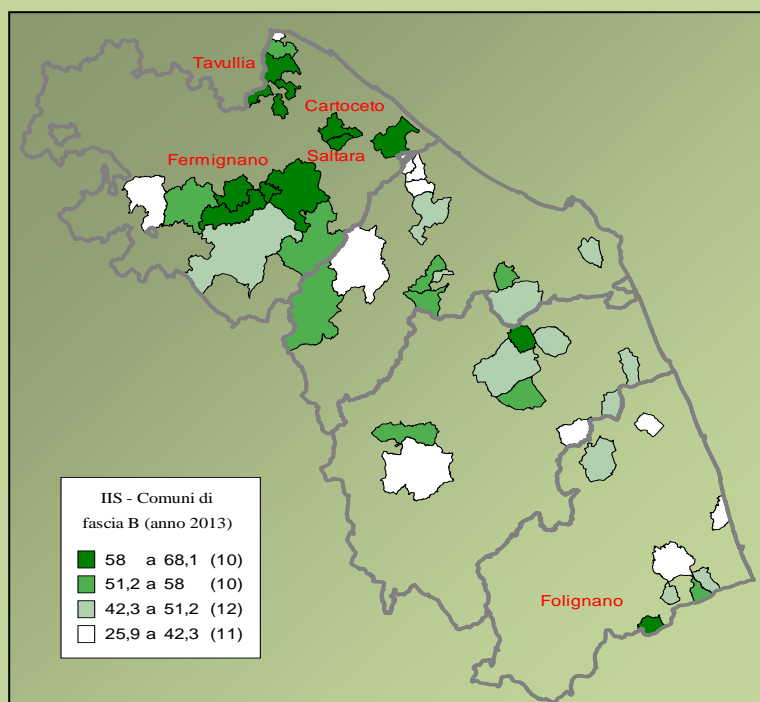 Tavullia
Cartoceto
Fermignano
Saltara
IIS - Comuni di
fascia B (anno 2013)
58 a 68,1 (10)
51,2 a 58 (10)
42,3 a 51,2 (12)
25,9 a 42,3 (11)
Folignano